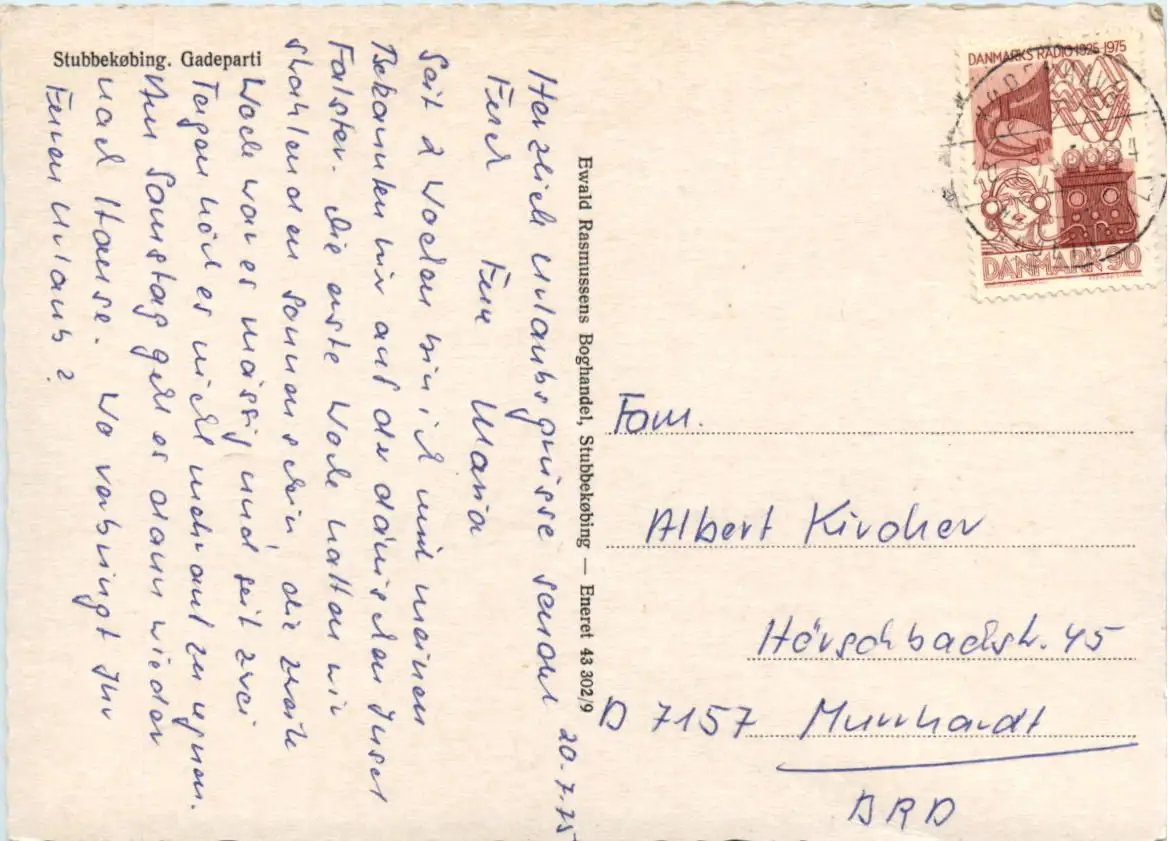 Stubbekøbing. Gadeparti
20.7.75
Herzliche Urlaubsgrüsse sendet
Euch Eure Maria
Seit 2 Wochen bin ich mit meinen
Bekannten hier auf der dänischen Insel
Falster. Die erste Woche hatten wir
strahlenden Sonnenschein, die zweite
Woche war es mässig und seit zwei
Tagen hört es nicht mehr auf zu regnen.
Am Samstag geht es dann wieder
nach Hause. Wo verbringt Ihr
Euren Urlaub?
Ewald Rasmussens Boghandel, Stubbekøbing — Eneret 43 302/9
DANMARKS RADIO 1925-1975
DANMARK 90
Fam.
Albert Kircher
Hörschbachstr. 45
D 7157 Murrhardt
BRD